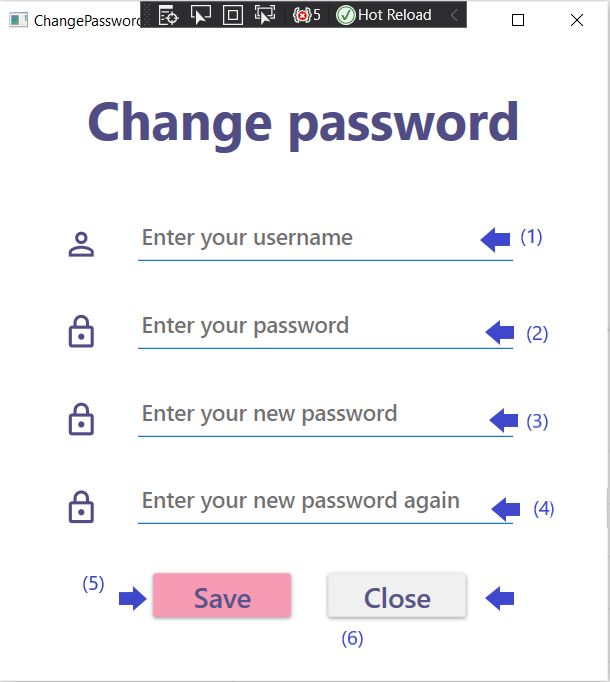 ChangePassword
5
Hot Reload
Change password
Enter your username
(1)
Enter your password
(2)
Enter your new password
(3)
Enter your new password again
(4)
(5)
Save
Close
(6)